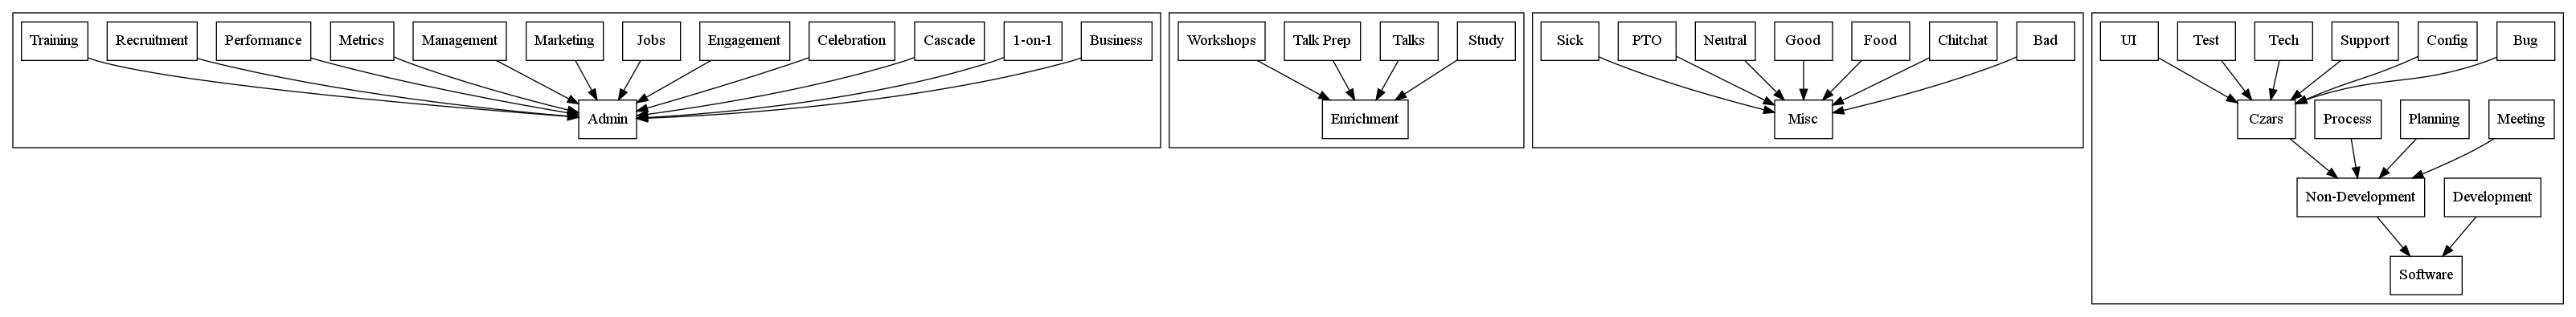 Training
Recruitment
Performance
Metrics
Management
Marketing
Jobs
Engagement
Celebration
Cascade
1-on-1
Business
Admin
Workshops
Talk Prep
Talks
Study
Enrichment
Sick
PTO
Neutral
Good
Food
Chitchat
Bad
Misc
UI
Test
Tech
Support
Config
Bug
Czars
Process
Planning
Meeting
Non-Development
Development
Software